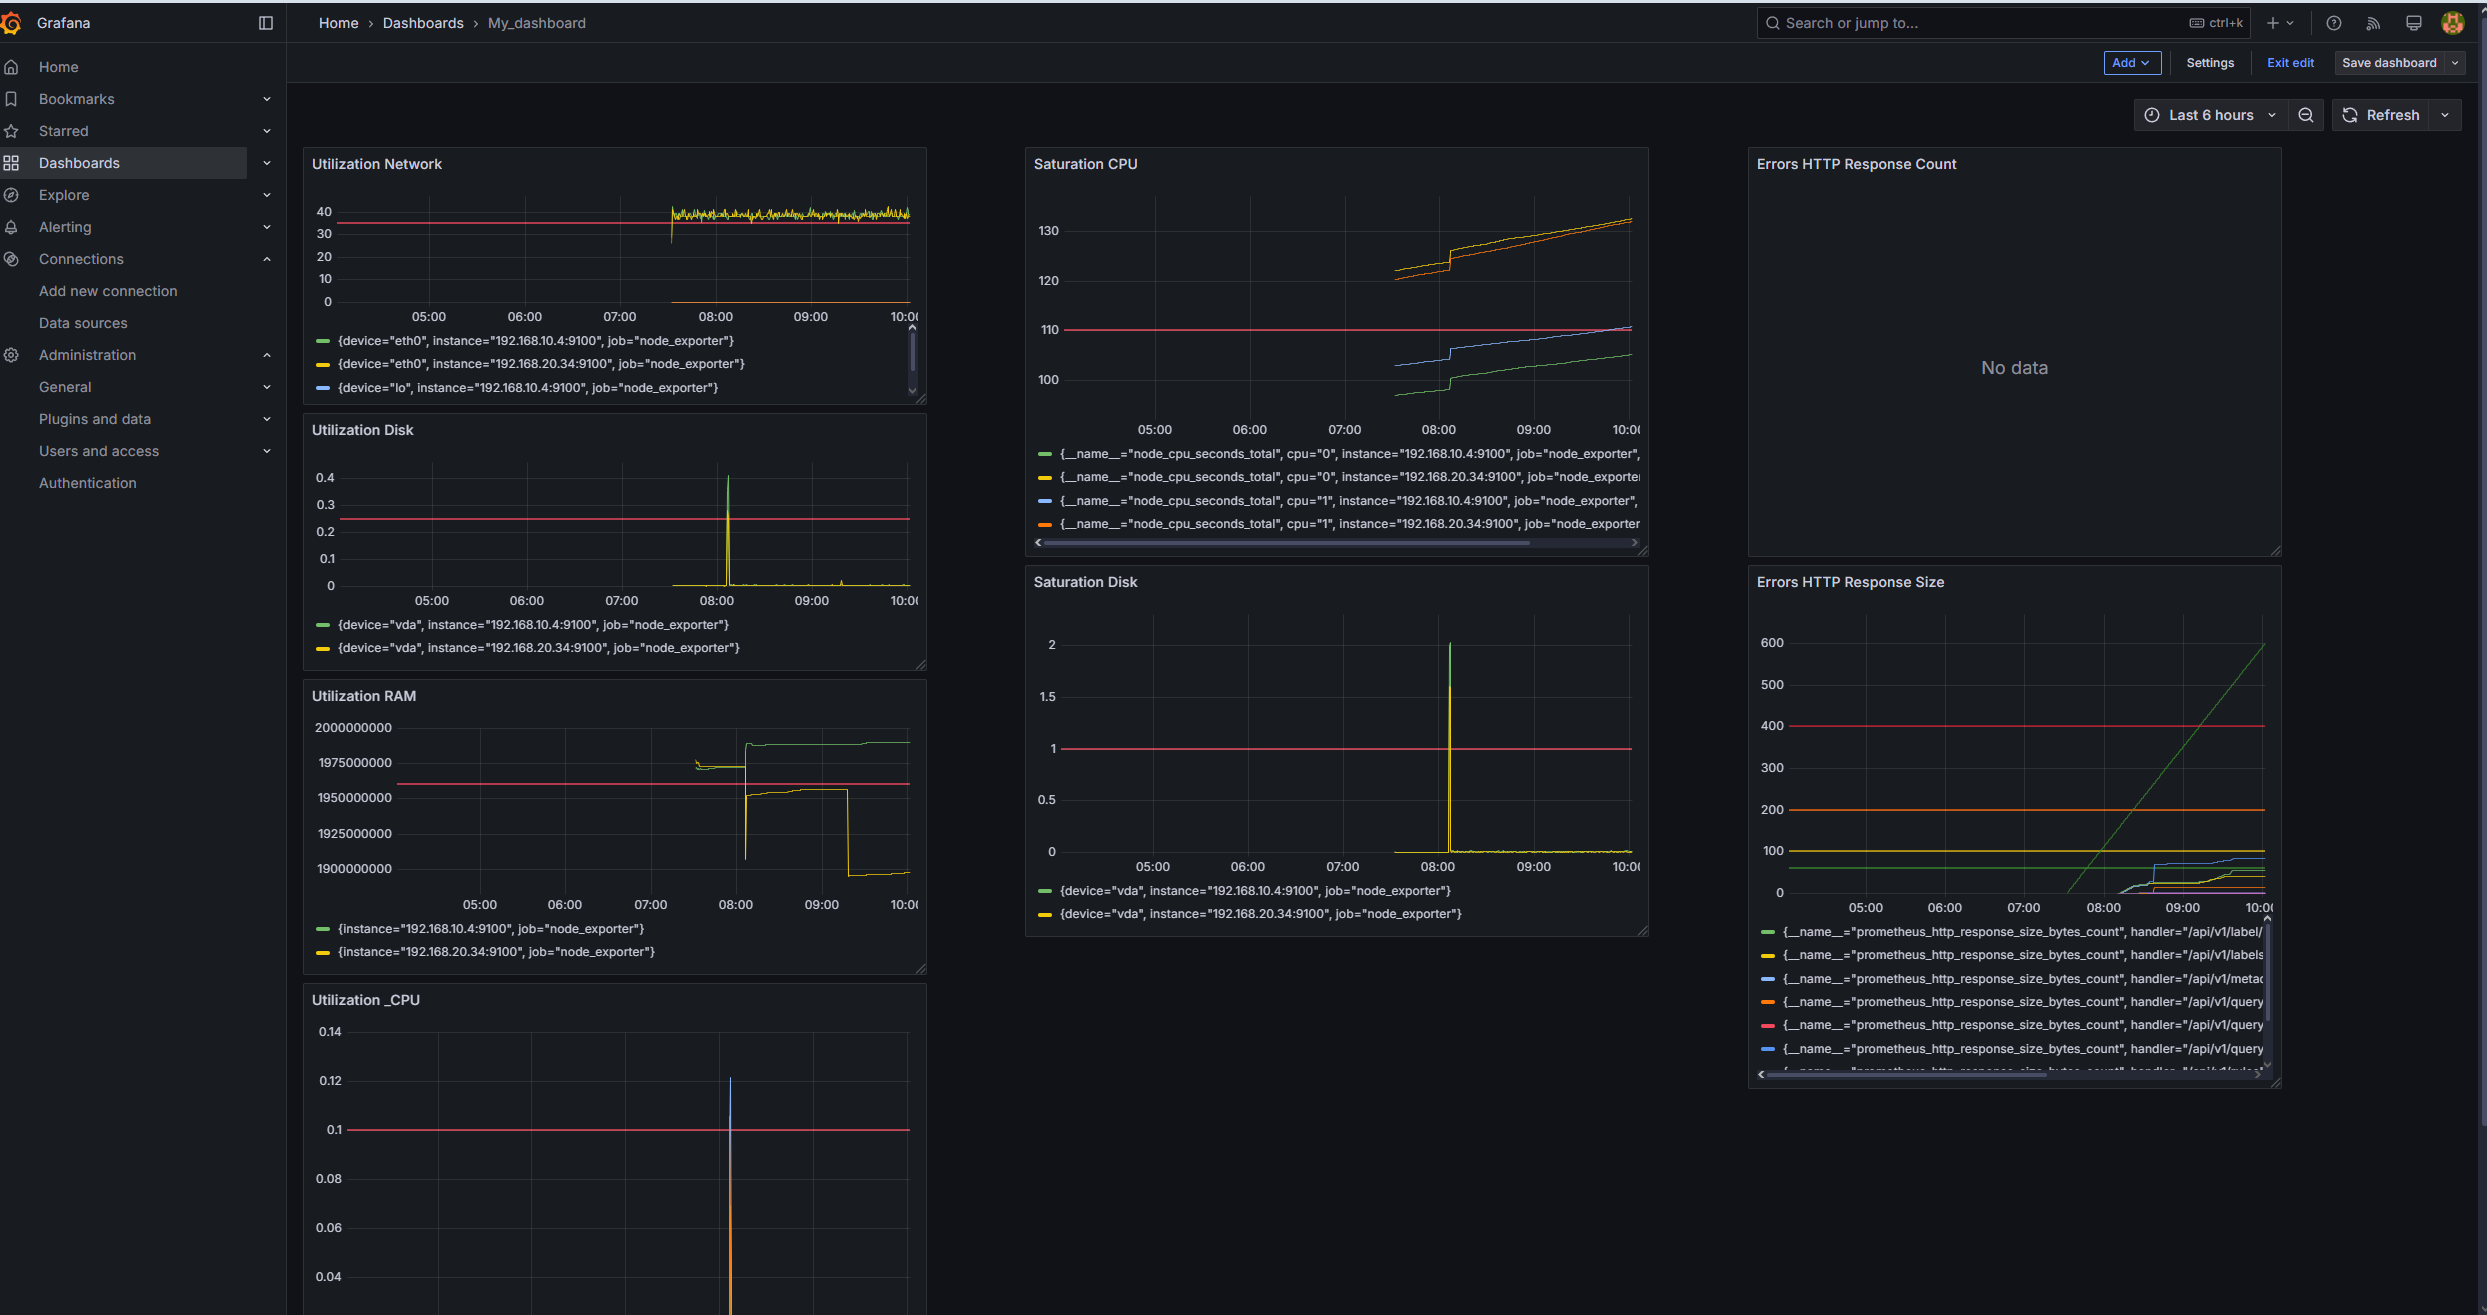 Grafana
Home › Dashboards › My_dashboard
Search or jump to...
ctrl+k
Add
Settings
Exit edit
Save dashboard
Last 6 hours
Refresh
Home
Bookmarks
Starred
Dashboards
Explore
Alerting
Connections
Add new connection
Data sources
Administration
General
Plugins and data
Users and access
Authentication
Utilization Network
40
30
20
10
0
05:00 06:00 07:00 08:00 09:00 10:00
{device="eth0", instance="192.168.10.4:9100", job="node_exporter"}
{device="eth0", instance="192.168.20.34:9100", job="node_exporter"}
{device="lo", instance="192.168.10.4:9100", job="node_exporter"}
Utilization Disk
0.4
0.3
0.2
0.1
0
05:00 06:00 07:00 08:00 09:00 10:00
{device="vda", instance="192.168.10.4:9100", job="node_exporter"}
{device="vda", instance="192.168.20.34:9100", job="node_exporter"}
Utilization RAM
2000000000
1975000000
1950000000
1925000000
1900000000
05:00 06:00 07:00 08:00 09:00 10:00
{instance="192.168.10.4:9100", job="node_exporter"}
{instance="192.168.20.34:9100", job="node_exporter"}
Utilization _CPU
0.14
0.12
0.1
0.08
0.06
0.04
Saturation CPU
130
120
110
100
05:00 06:00 07:00 08:00 09:00 10:00
{__name__="node_cpu_seconds_total", cpu="0", instance="192.168.10.4:9100", job="node_exporter",
{__name__="node_cpu_seconds_total", cpu="0", instance="192.168.20.34:9100", job="node_exporter
{__name__="node_cpu_seconds_total", cpu="1", instance="192.168.10.4:9100", job="node_exporter",
{__name__="node_cpu_seconds_total", cpu="1", instance="192.168.20.34:9100", job="node_exporter
Saturation Disk
2
1.5
1
0.5
0
05:00 06:00 07:00 08:00 09:00 10:00
{device="vda", instance="192.168.10.4:9100", job="node_exporter"}
{device="vda", instance="192.168.20.34:9100", job="node_exporter"}
Errors HTTP Response Count
No data
Errors HTTP Response Size
600
500
400
300
200
100
0
05:00 06:00 07:00 08:00 09:00 10:00
{__name__="prometheus_http_response_size_bytes_count", handler="/api/v1/label/
{__name__="prometheus_http_response_size_bytes_count", handler="/api/v1/labels
{__name__="prometheus_http_response_size_bytes_count", handler="/api/v1/metad
{__name__="prometheus_http_response_size_bytes_count", handler="/api/v1/query
{__name__="prometheus_http_response_size_bytes_count", handler="/api/v1/query
{__name__="prometheus_http_response_size_bytes_count", handler="/api/v1/query